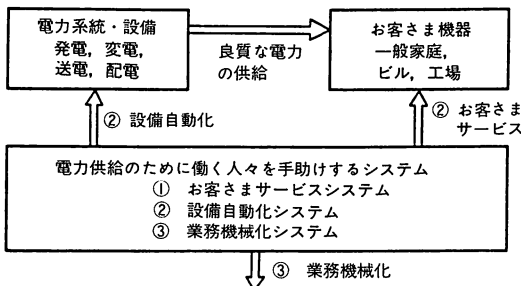 電力系統・設備
発電，変電，
送電，配電
良質な電力
の供給
お客さま機器
一般家庭，
ビル，工場
② 設備自動化
② お客さま
サービス
電力供給のために働く人々を手助けするシステム
① お客さまサービスシステム
② 設備自動化システム
③ 業務機械化システム
③ 業務機械化